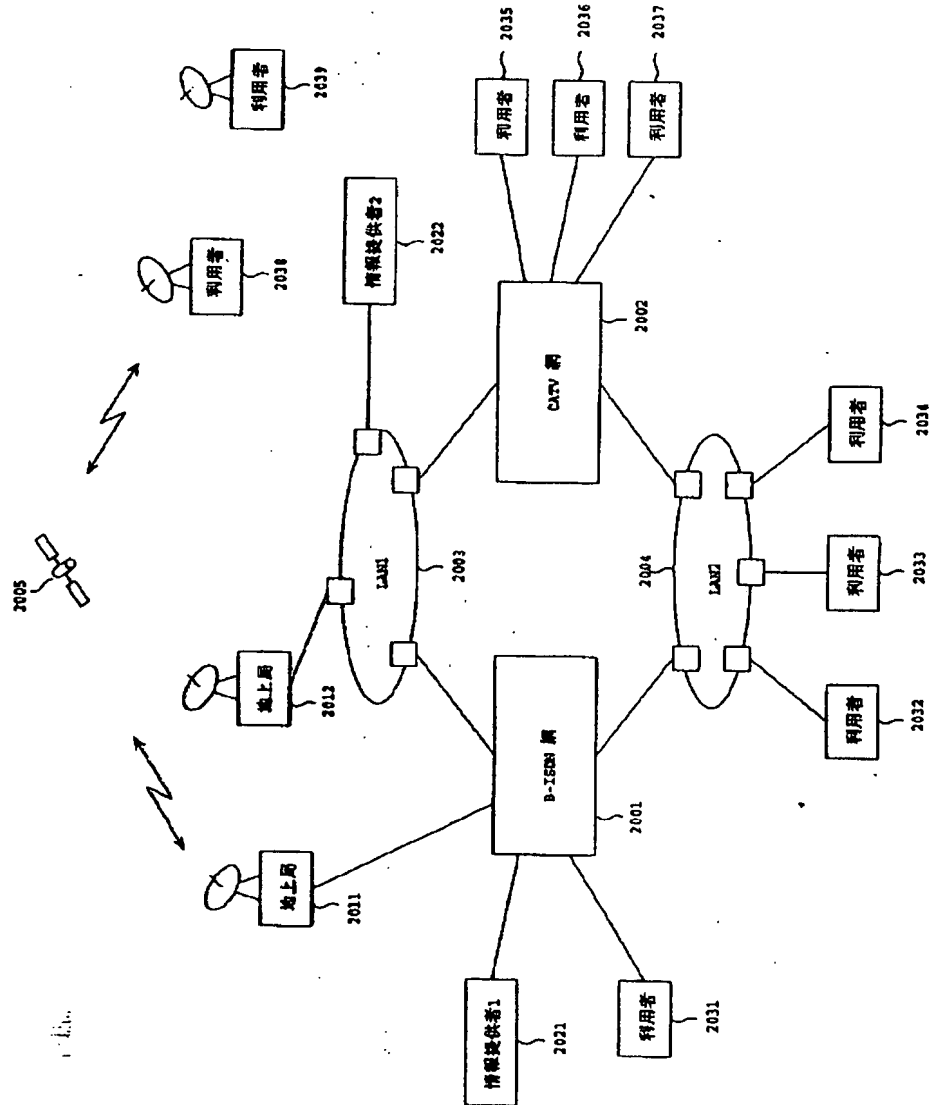 2005
利用者
2039
利用者
2038
地上局
2012
地上局
2011
情報提供者2
2022
LAN1
2003
利用者
2035
利用者
2036
利用者
2037
CATV 網
2002
B-ISDN 網
2001
情報提供者1
2021
利用者
2031
LAN2
2004
利用者
2032
利用者
2033
利用者
2034